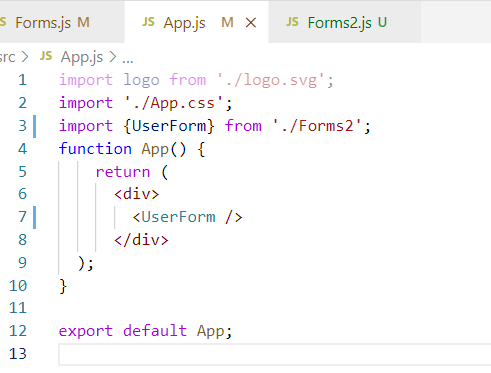 Forms.js M App.js M × Forms2.js U
src > JS App.js > ...
1 import logo from './logo.svg';
2 import './App.css';
3 import {UserForm} from './Forms2';
4 function App() {
5 return (
6 <div>
7 <UserForm />
8 </div>
9 );
10 }
11
12 export default App;
13